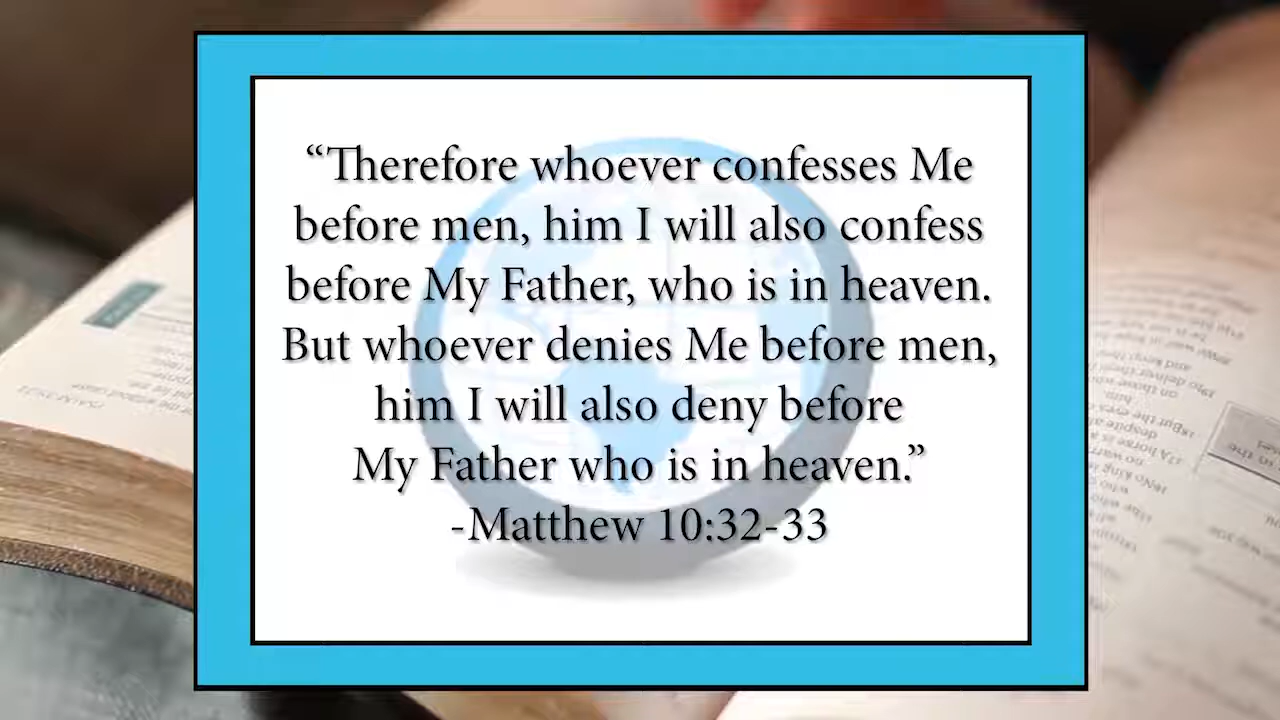 “Therefore whoever confesses Me
before men, him I will also confess
before My Father, who is in heaven.
But whoever denies Me before men,
him I will also deny before
My Father who is in heaven.”
-Matthew 10:32-33